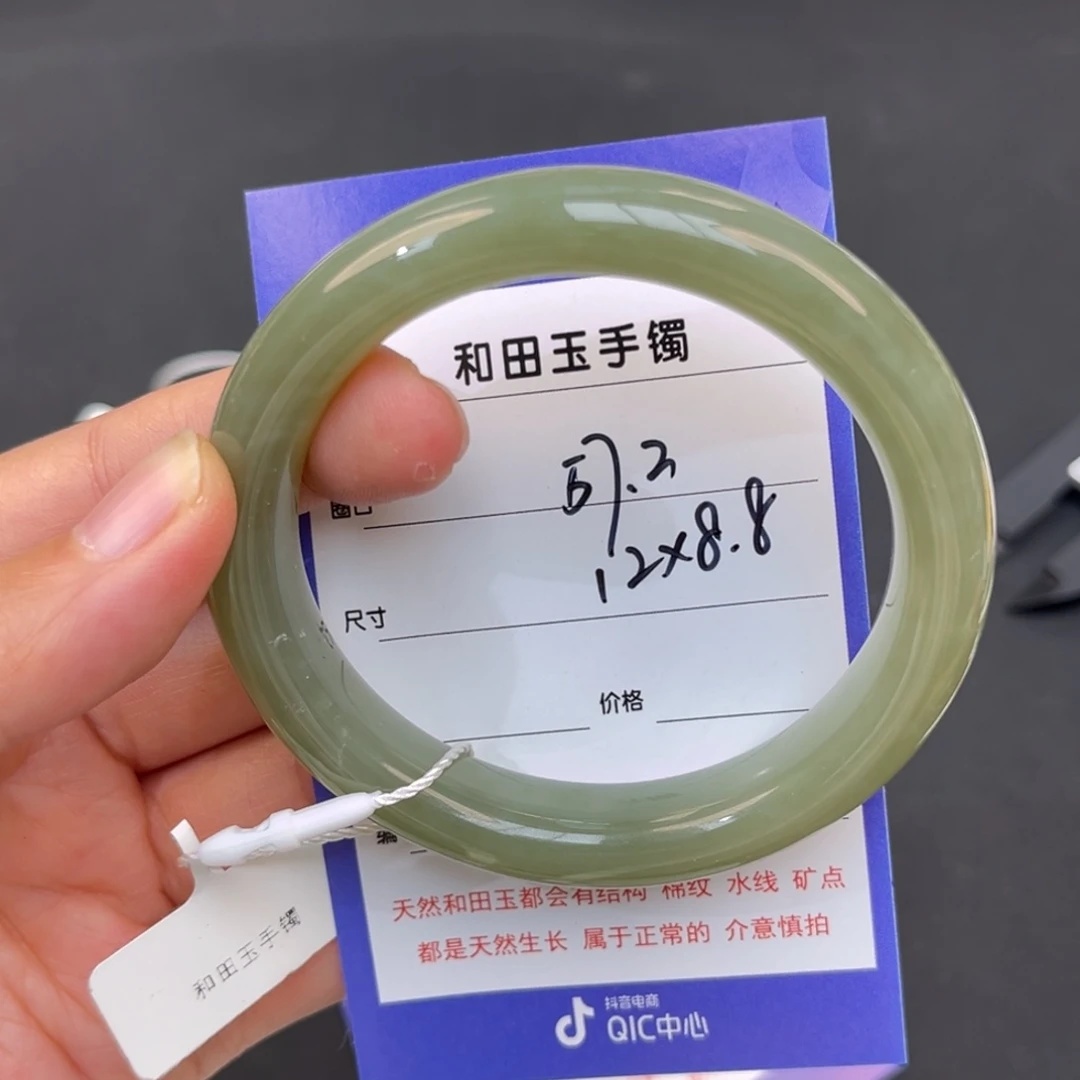 和田玉手镯
圈口 57.2
12×8.8
尺寸
价格
天然和田玉都会有结构 棉纹 水线 矿点
都是天然生长 属于正常的 介意慎拍
抖音电商
QIC中心
和田玉手镯